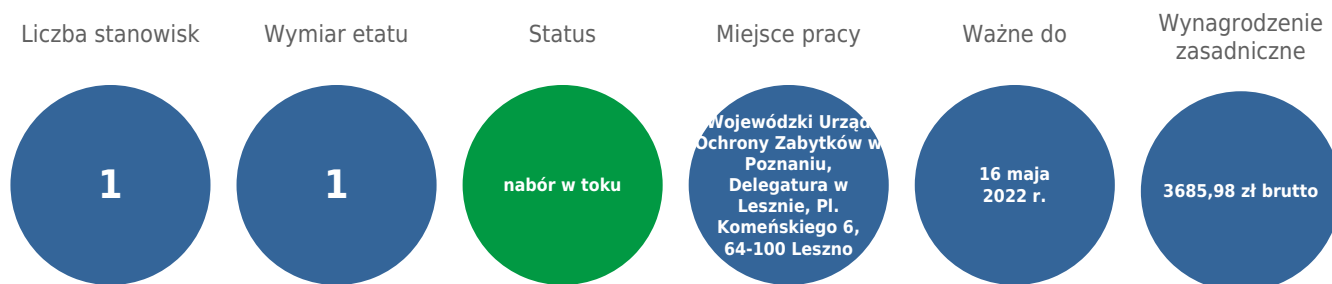 Liczba stanowisk
Wymiar etatu
Status
Miejsce pracy
Ważne do
Wynagrodzenie
zasadnicze
1
1
nabór w toku
Wojewódzki Urząd
Ochrony Zabytków w
Poznaniu,
Delegatura w
Lesznie, Pl.
Komeńskiego 6,
64-100 Leszno
16 maja
2022 r.
3685,98 zł brutto